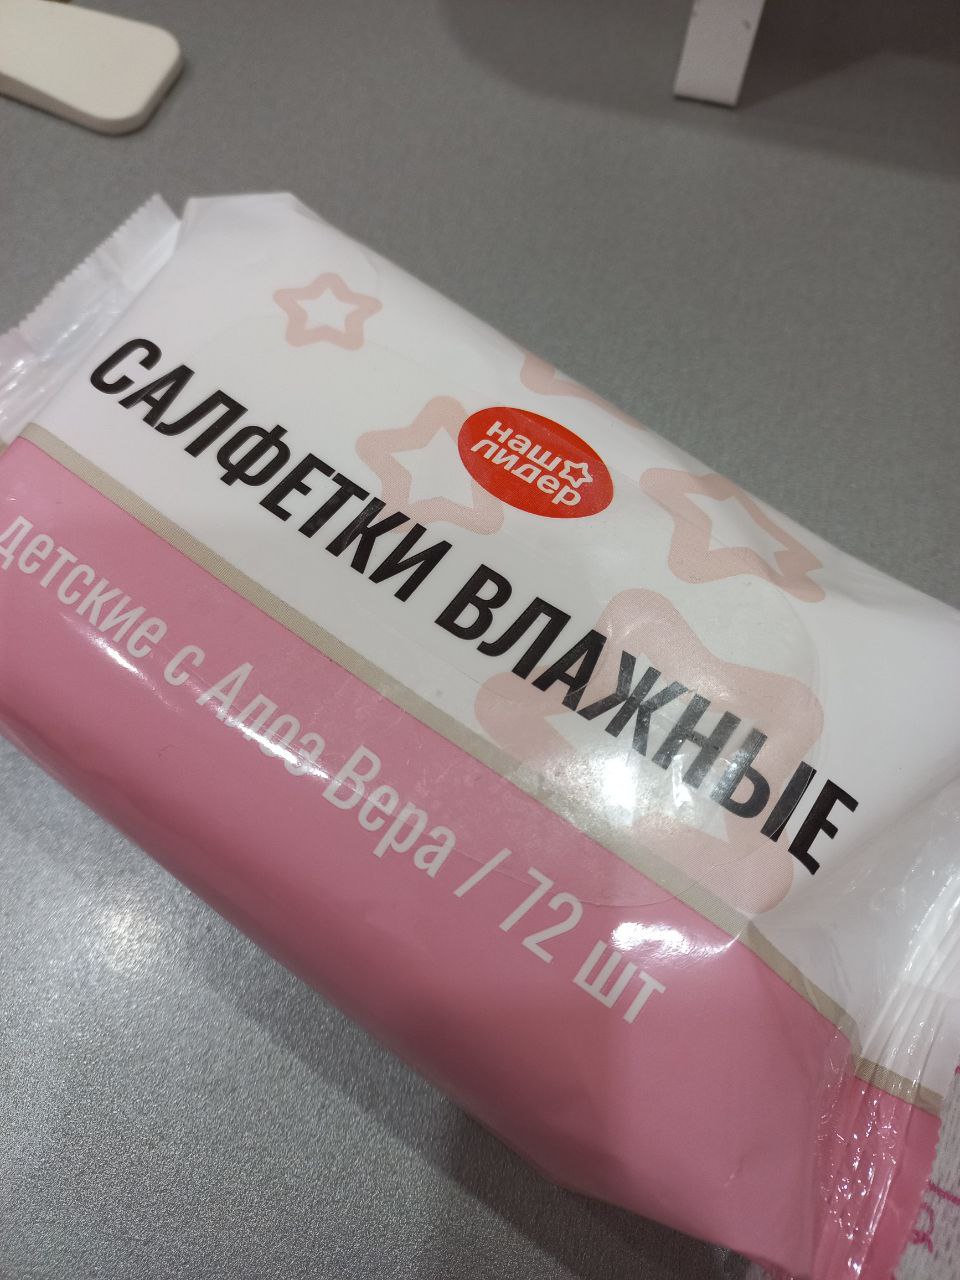 наш
лидер
САЛФЕТКИ ВЛАЖНЫЕ
детские с Алоэ Вера / 72 шт